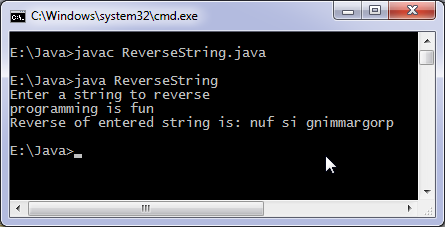 C:\Windows\system32\cmd.exe
E:\Java>javac ReverseString.java
E:\Java>java ReverseString
Enter a string to reverse
programming is fun
Reverse of entered string is: nuf si gnimmargorp
E:\Java>